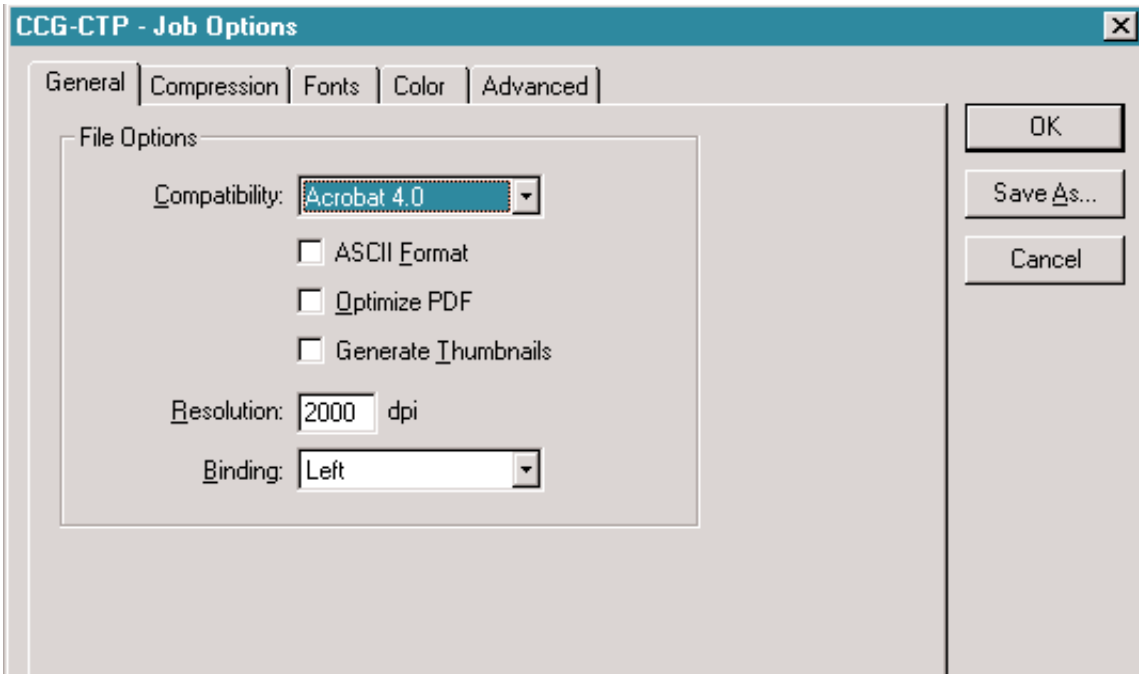 CCG-CTP - Job Options
General Compression Fonts Color Advanced
File Options
Compatibility: Acrobat 4.0
ASCII Format
Optimize PDF
Generate Thumbnails
Resolution: 2000 dpi
Binding: Left
OK
Save As...
Cancel